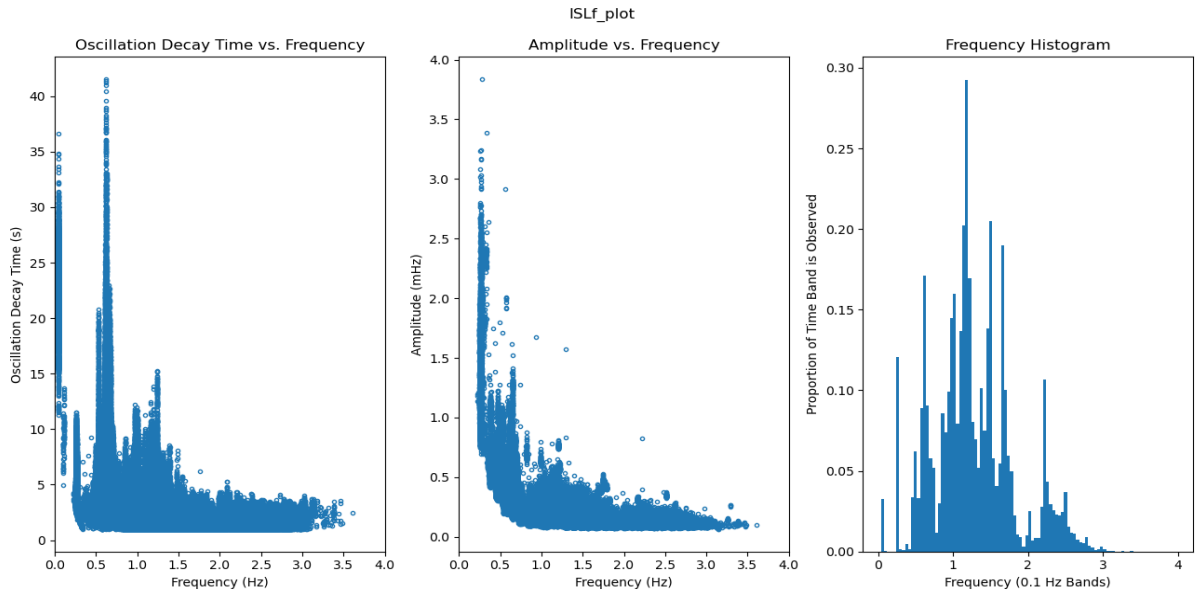 ISLf_plot
Oscillation Decay Time vs. Frequency
Oscillation Decay Time (s)
40
35
30
25
20
15
10
5
0
0.0 0.5 1.0 1.5 2.0 2.5 3.0 3.5 4.0
Frequency (Hz)
Amplitude vs. Frequency
Amplitude (mHz)
4.0
3.5
3.0
2.5
2.0
1.5
1.0
0.5
0.0
0.0 0.5 1.0 1.5 2.0 2.5 3.0 3.5 4.0
Frequency (Hz)
Frequency Histogram
Proportion of Time Band is Observed
0.30
0.25
0.20
0.15
0.10
0.05
0.00
0 1 2 3 4
Frequency (0.1 Hz Bands)